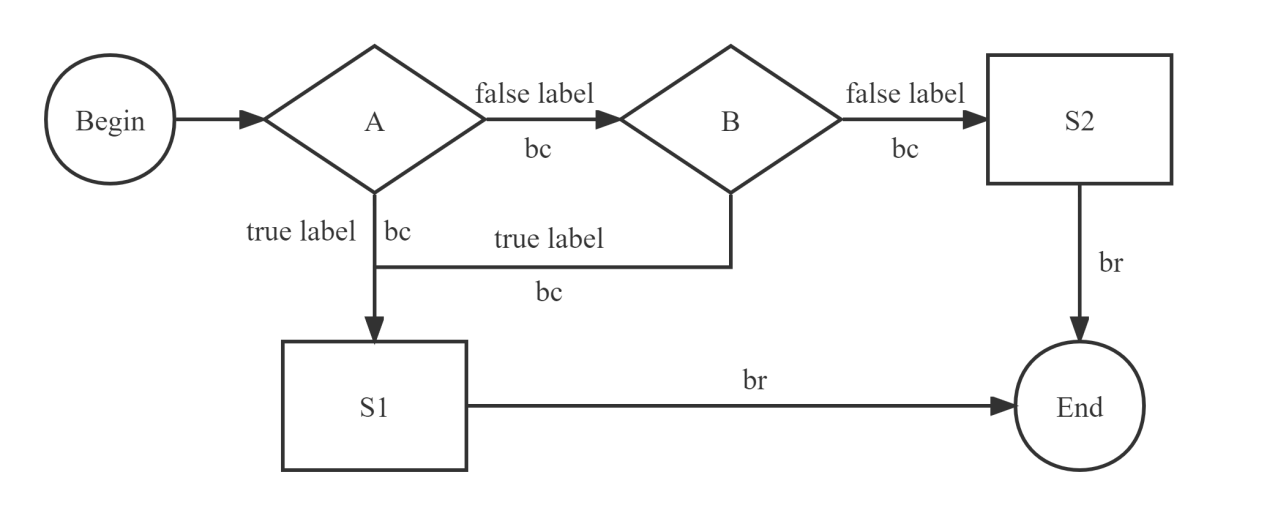 Begin
A
false label
bc
B
false label
bc
S2
true label
bc
true label
bc
br
S1
br
End